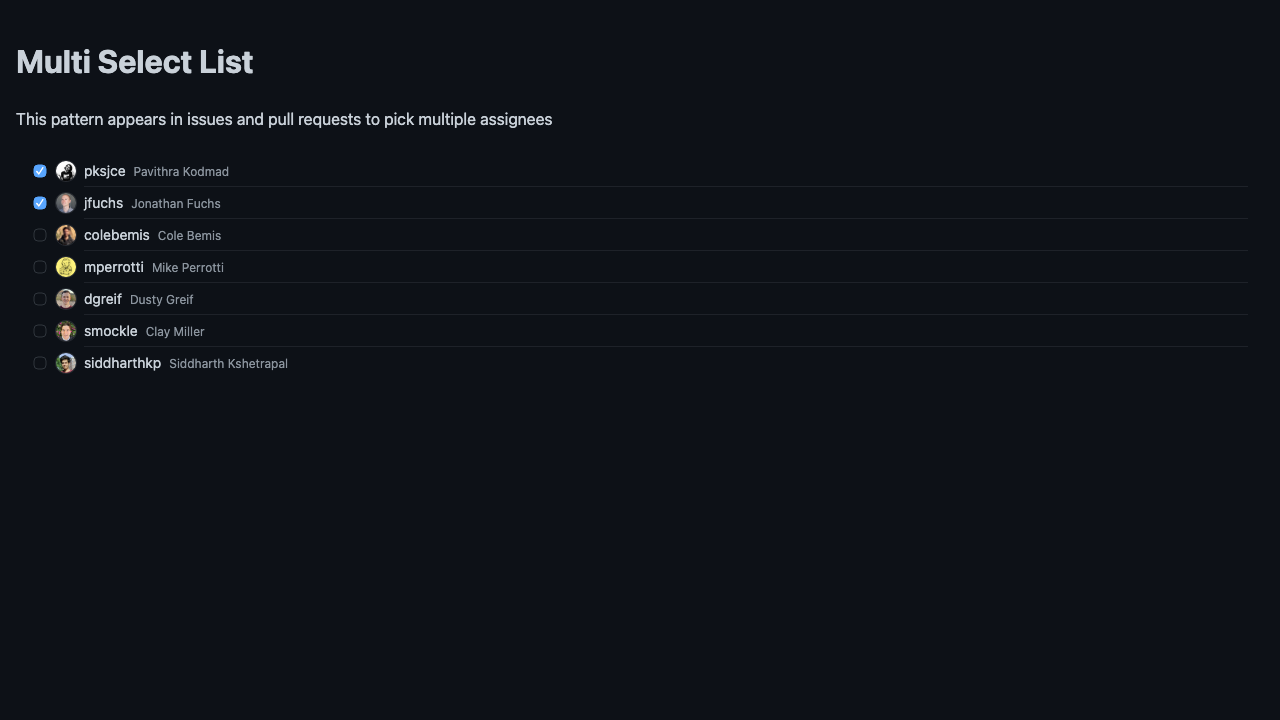 Multi Select List
This pattern appears in issues and pull requests to pick multiple assignees
pksjce Pavithra Kodmad
jfuchs Jonathan Fuchs
colebemis Cole Bemis
mperrotti Mike Perrotti
dgreif Dusty Greif
smockle Clay Miller
siddharthkp Siddharth Kshetrapal